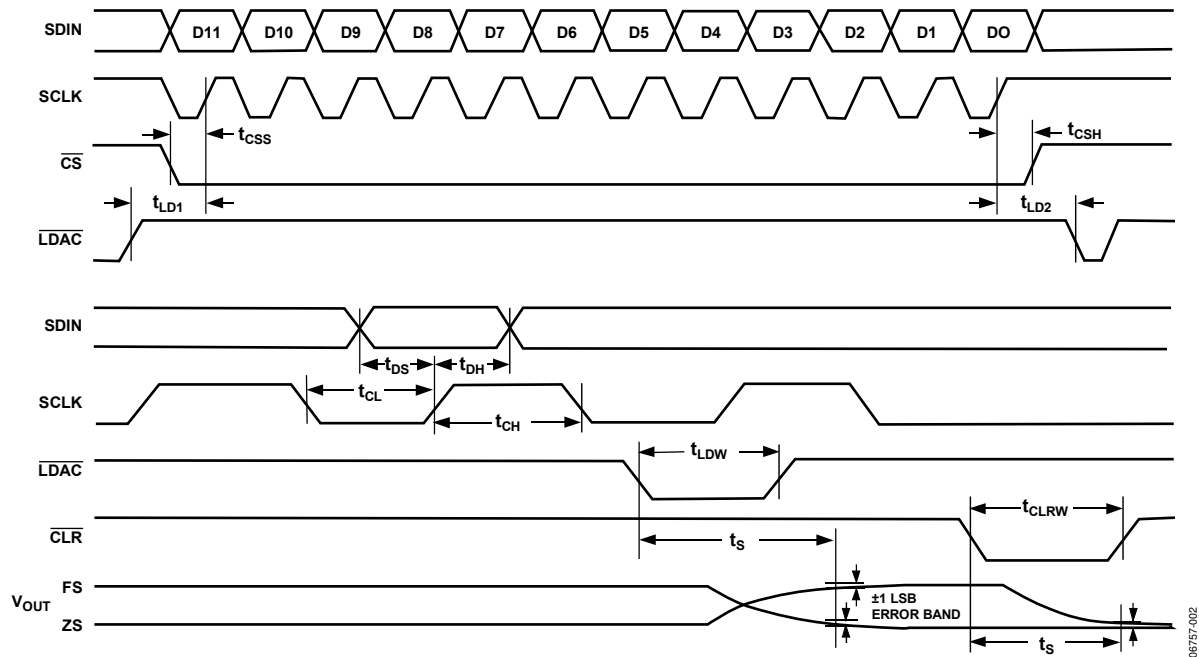 SDIN D11 D10 D9 D8 D7 D6 D5 D4 D3 D2 D1 DO
SCLK
tCSS tCSH
CS
tLD1 tLD2
LDAC
SDIN
tDS tDH
tCL
SCLK
tCH
tLDW
LDAC
tCLRW
CLR
tS
FS
±1 LSB
ERROR BAND
VOUT
ZS
tS
06757-002